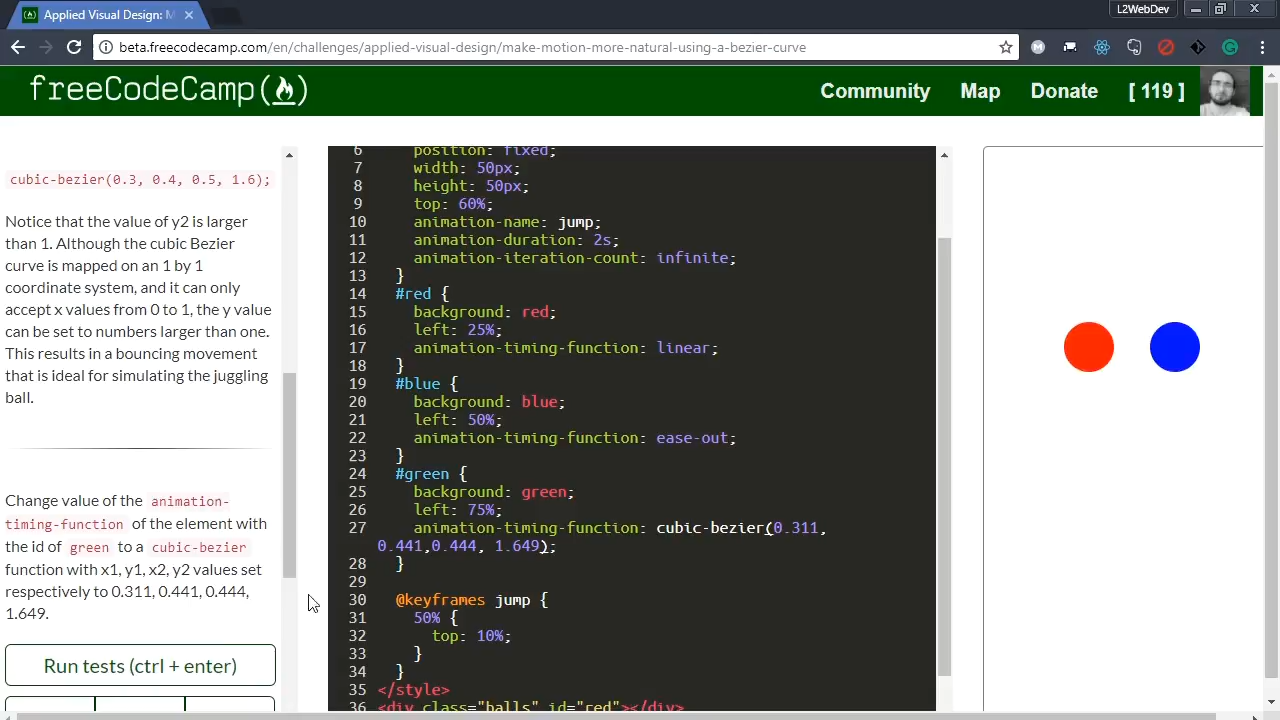 L2WebDev
Applied Visual Design: M
beta.freecodecamp.com/en/challenges/applied-visual-design/make-motion-more-natural-using-a-bezier-curve
freeCodeCamp(🔥)
Community Map Donate [ 119 ]
cubic-bezier(0.3, 0.4, 0.5, 1.6);
Notice that the value of y2 is larger
than 1. Although the cubic Bezier
curve is mapped on an 1 by 1
coordinate system, and it can only
accept x values from 0 to 1, the y value
can be set to numbers larger than one.
This results in a bouncing movement
that is ideal for simulating the juggling
ball.
Change value of the animation-
timing-function of the element with
the id of green to a cubic-bezier
function with x1, y1, x2, y2 values set
respectively to 0.311, 0.441, 0.444,
1.649.
Run tests (ctrl + enter)
6 position: fixed;
7 width: 50px;
8 height: 50px;
9 top: 60%;
10 animation-name: jump;
11 animation-duration: 2s;
12 animation-iteration-count: infinite;
13 }
14 #red {
15 background: red;
16 left: 25%;
17 animation-timing-function: linear;
18 }
19 #blue {
20 background: blue;
21 left: 50%;
22 animation-timing-function: ease-out;
23 }
24 #green {
25 background: green;
26 left: 75%;
27 animation-timing-function: cubic-bezier(0.311,
0.441,0.444, 1.649);
28 }
29
30 @keyframes jump {
31 50% {
32 top: 10%;
33 }
34 }
35 </style>
36 <div class="balls" id="red"></div>